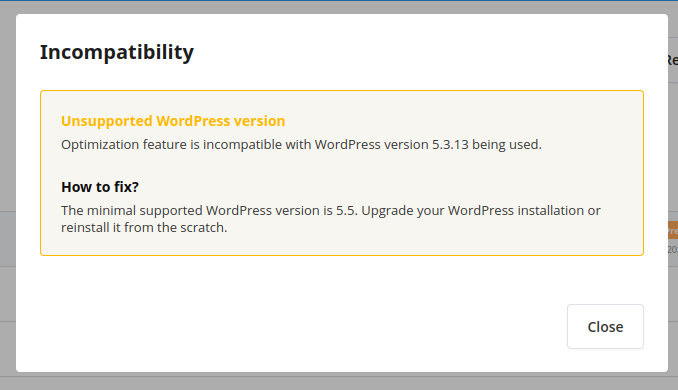 Incompatibility
Unsupported WordPress version
Optimization feature is incompatible with WordPress version 5.3.13 being used.
How to fix?
The minimal supported WordPress version is 5.5. Upgrade your WordPress installation or
reinstall it from the scratch.
Close